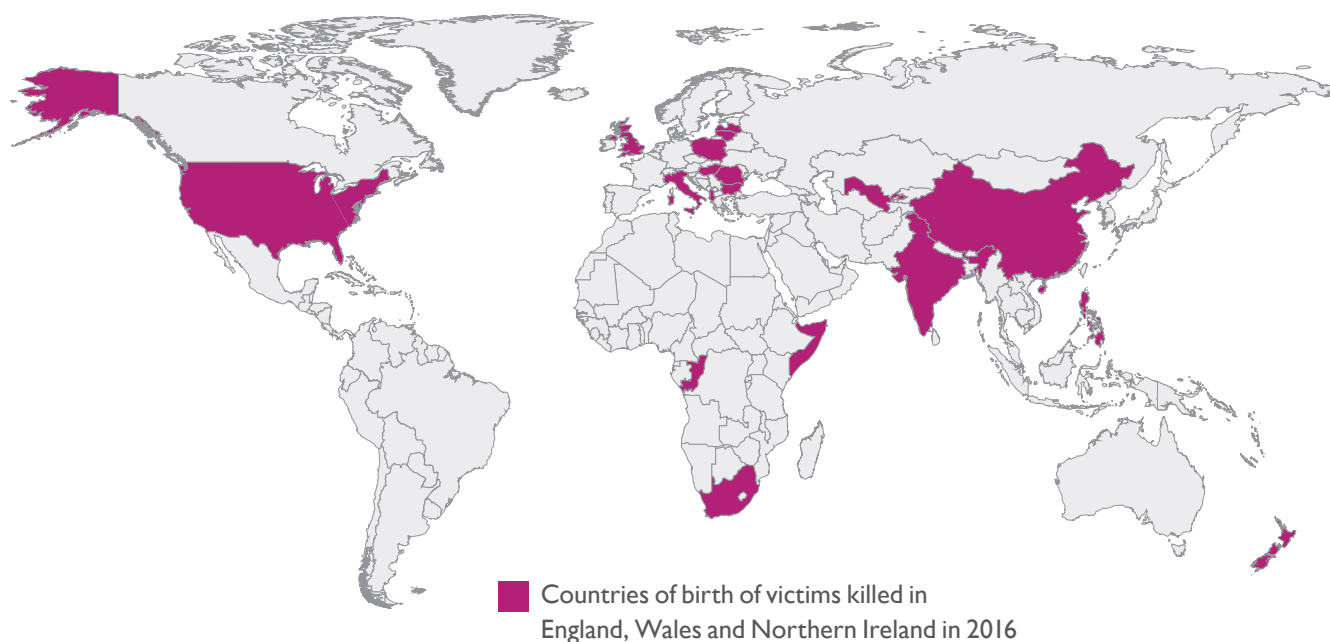 Countries of birth of victims killed in
England, Wales and Northern Ireland in 2016